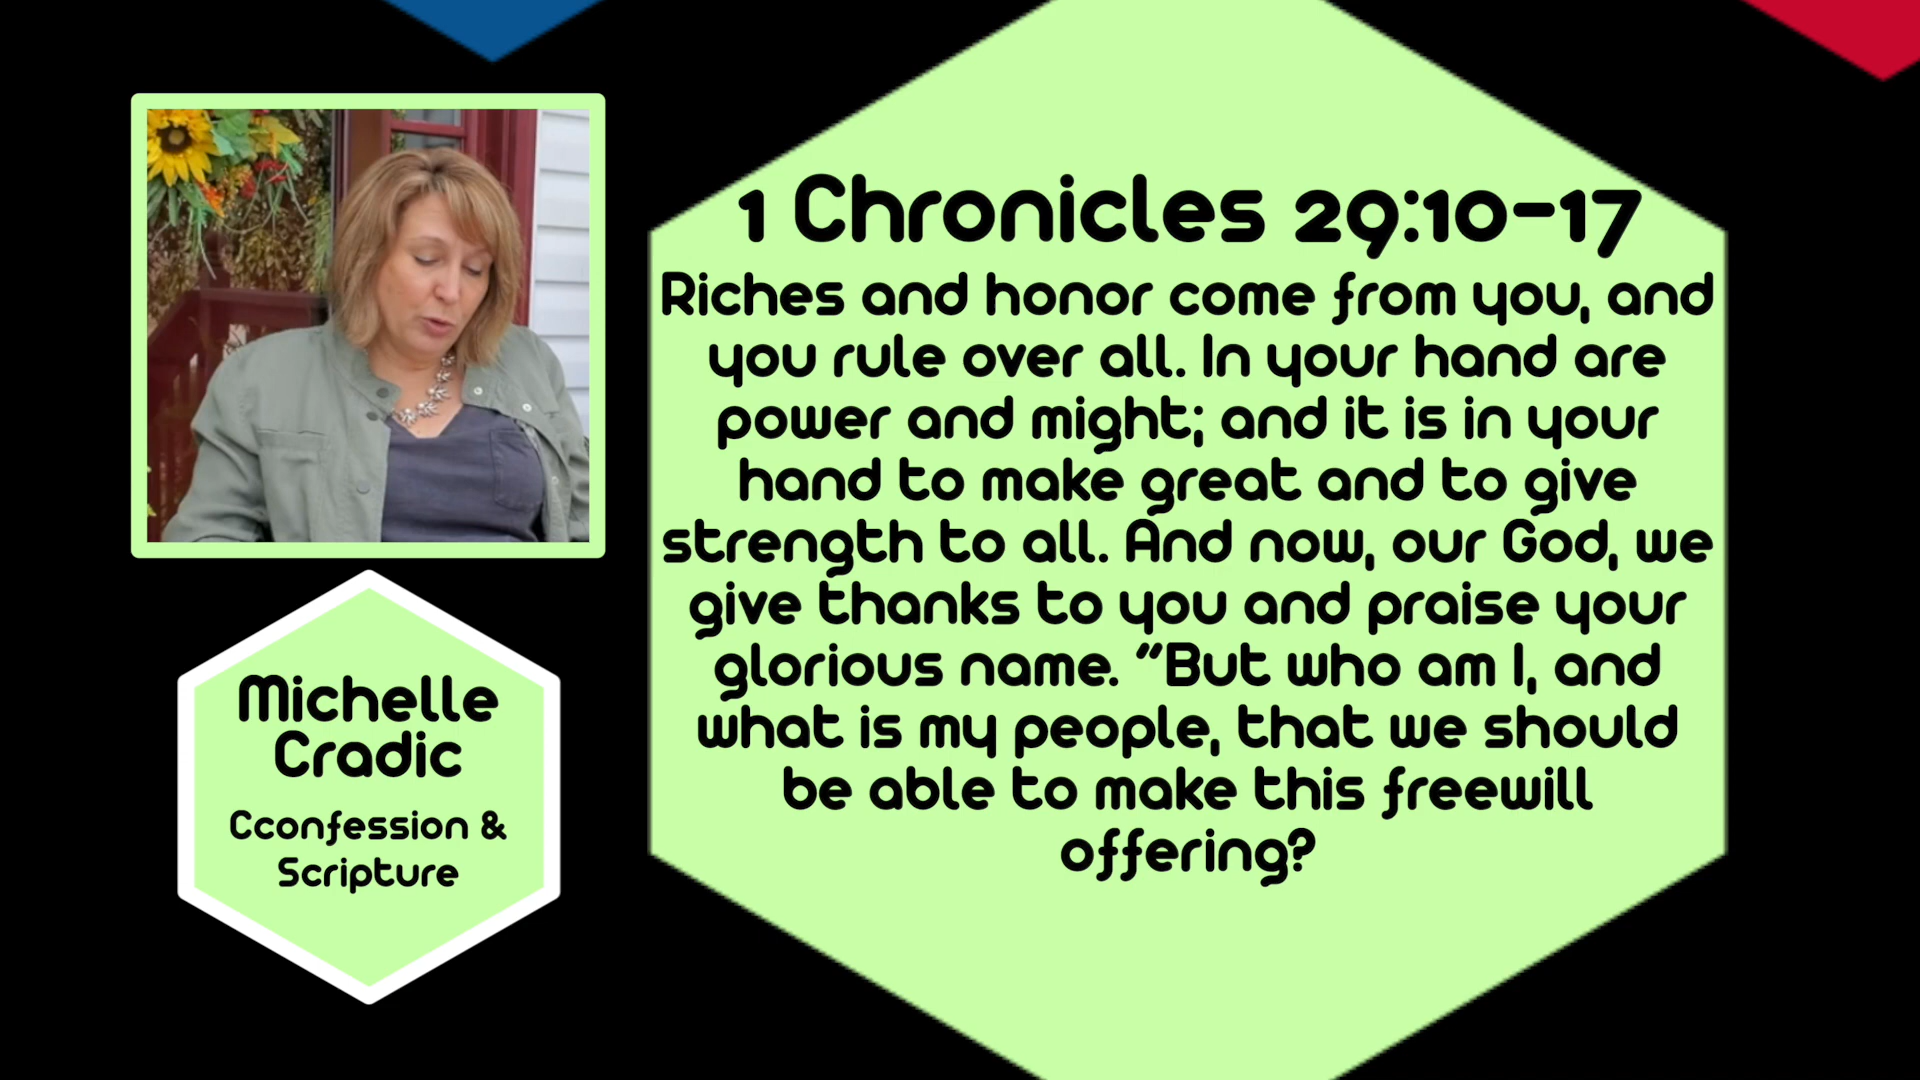 1 Chronicles 29:10-17
Riches and honor come from you, and
you rule over all. In your hand are
power and might; and it is in your
hand to make great and to give
strength to all. And now, our God, we
give thanks to you and praise your
glorious name. “But who am I, and
what is my people, that we should
be able to make this freewill
offering?
Michelle
Cradic
Cconfession &
Scripture